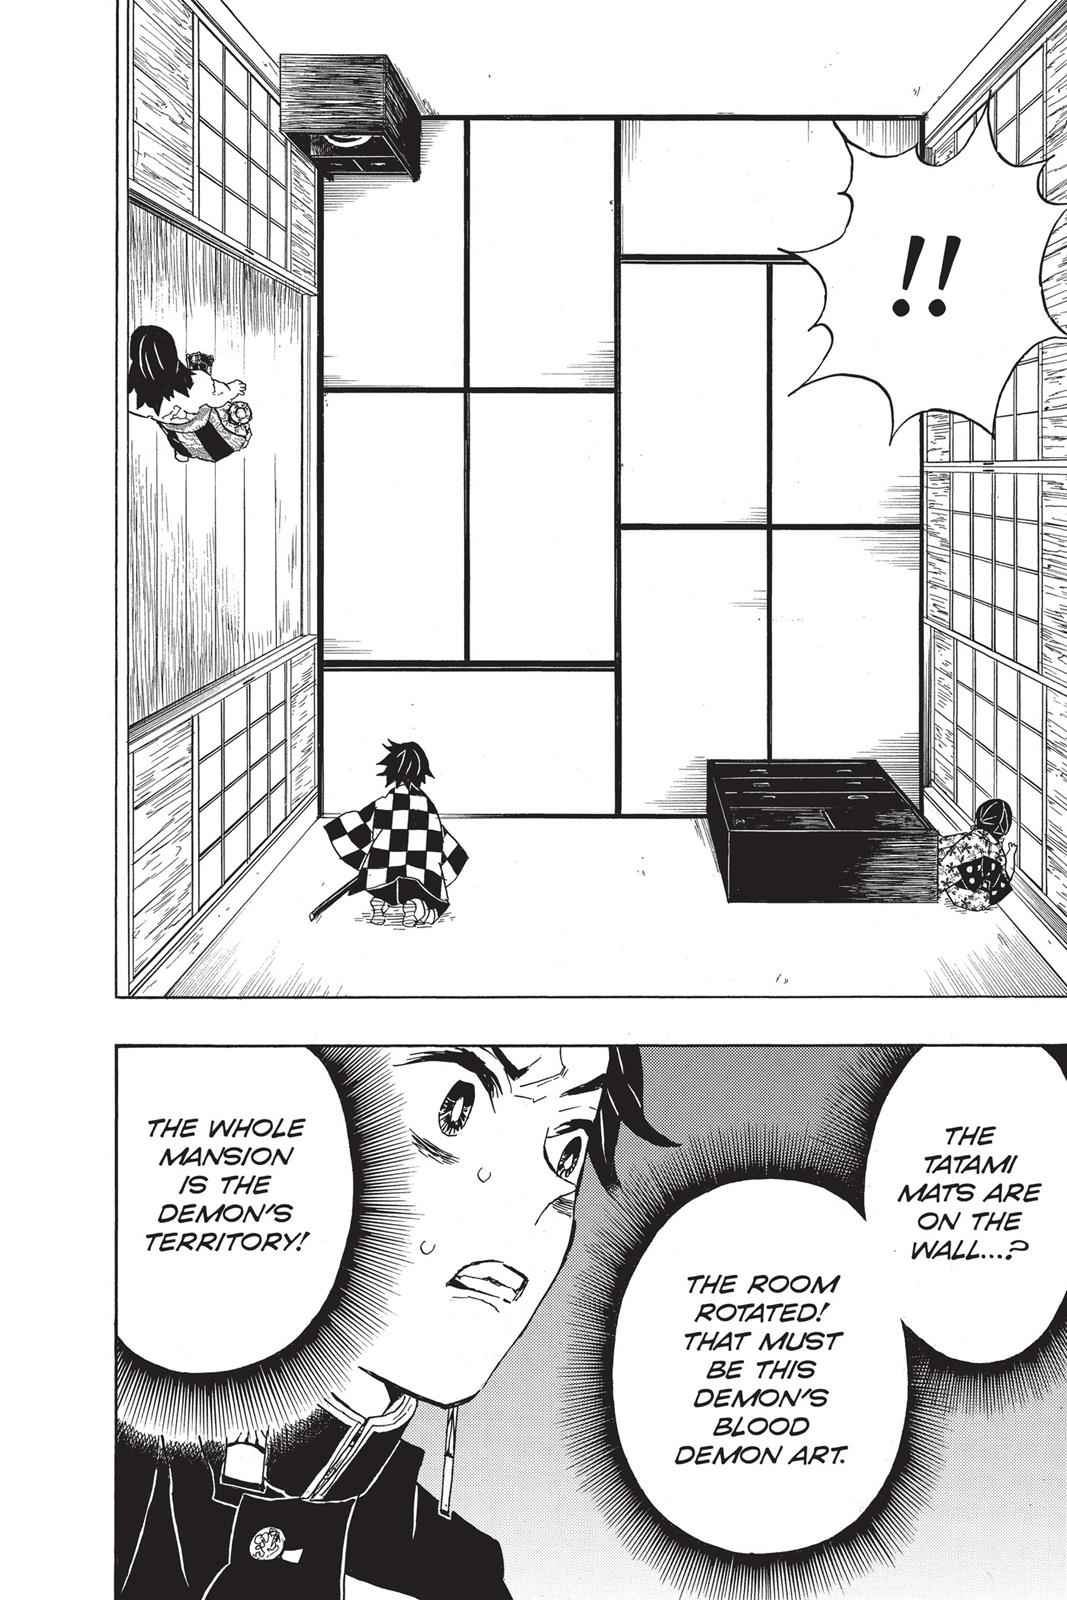 !!
THE
TATAMI
MATS ARE
ON THE
WALL...?
THE ROOM
ROTATED!
THAT MUST
BE THIS
DEMON'S
BLOOD
DEMON ART.
THE WHOLE
MANSION
IS THE
DEMON'S
TERRITORY!